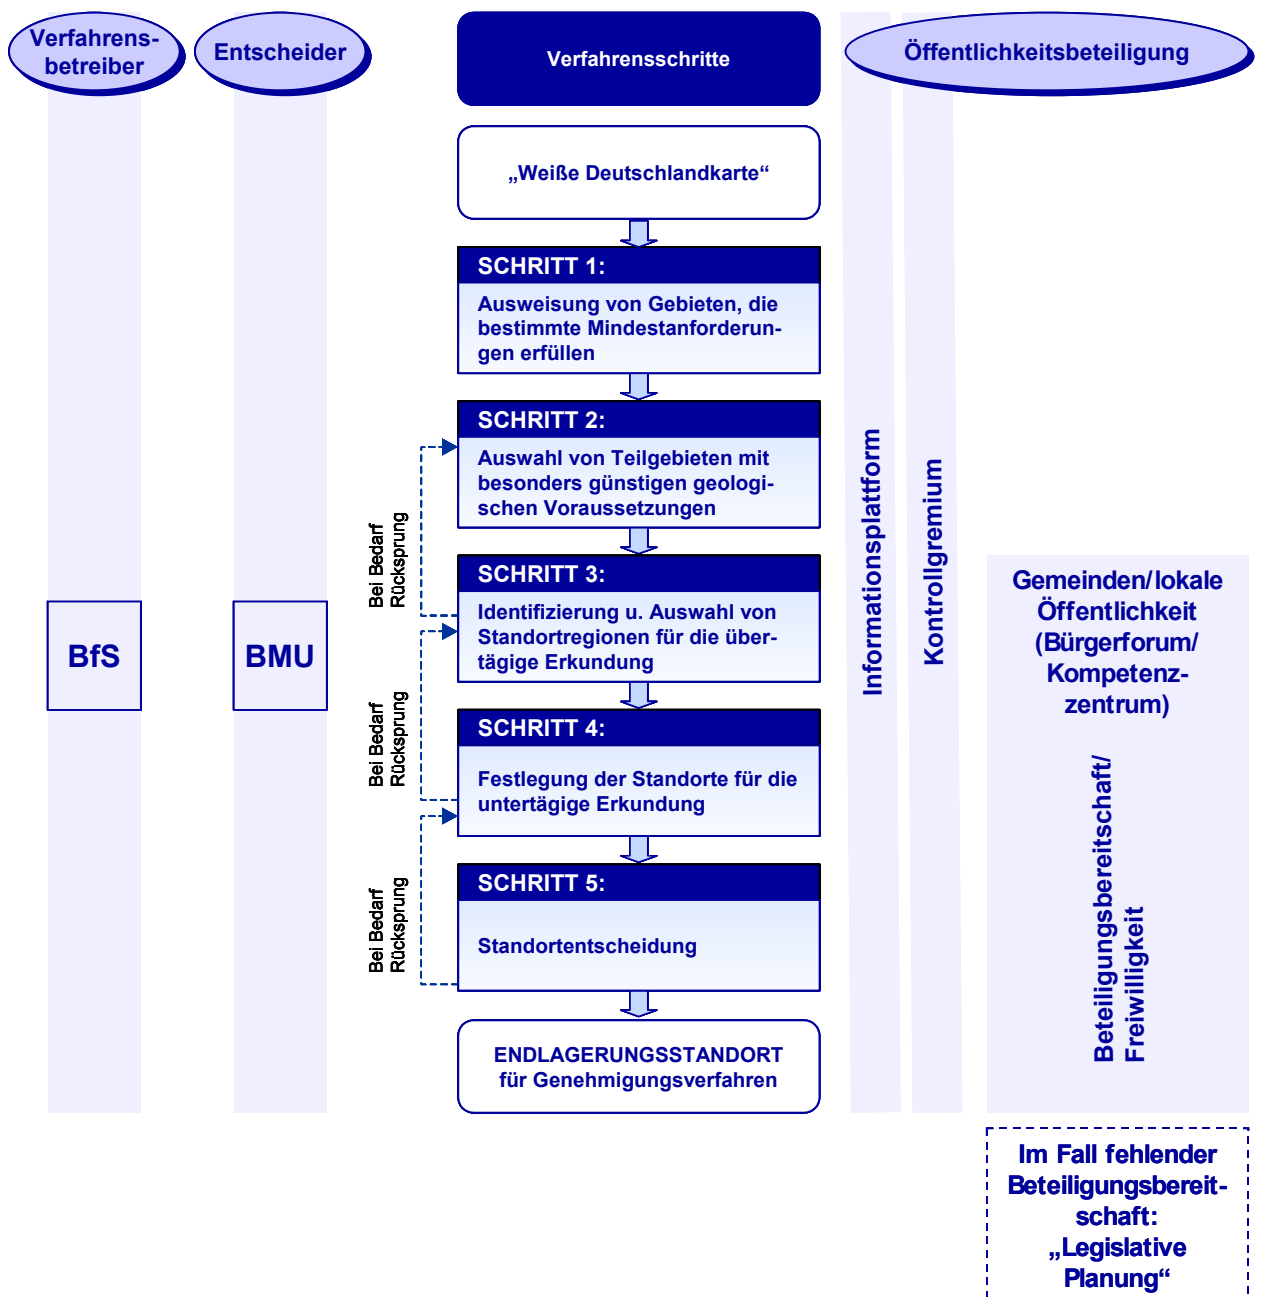 Verfahrens-
betreiber
Entscheider
Verfahrensschritte
Öffentlichkeitsbeteiligung
„Weiße Deutschlandkarte“
SCHRITT 1:
Ausweisung von Gebieten, die
bestimmte Mindestanforderun-
gen erfüllen
SCHRITT 2:
Auswahl von Teilgebieten mit
besonders günstigen geologi-
schen Voraussetzungen
Bei Bedarf
Rücksprung
SCHRITT 3:
Identifizierung u. Auswahl von
Standortregionen für die über-
tägige Erkundung
BfS
BMU
Bei Bedarf
Rücksprung
SCHRITT 4:
Festlegung der Standorte für die
untertägige Erkundung
Bei Bedarf
Rücksprung
SCHRITT 5:
Standortentscheidung
ENDLAGERUNGSSTANDORT
für Genehmigungsverfahren
Informationsplattform
Kontrollgremium
Gemeinden/lokale
Öffentlichkeit
(Bürgerforum/
Kompetenz-
zentrum)
Beteiligungsbereitschaft/
Freiwilligkeit
Im Fall fehlender
Beteiligungsbereit-
schaft:
„Legislative
Planung“